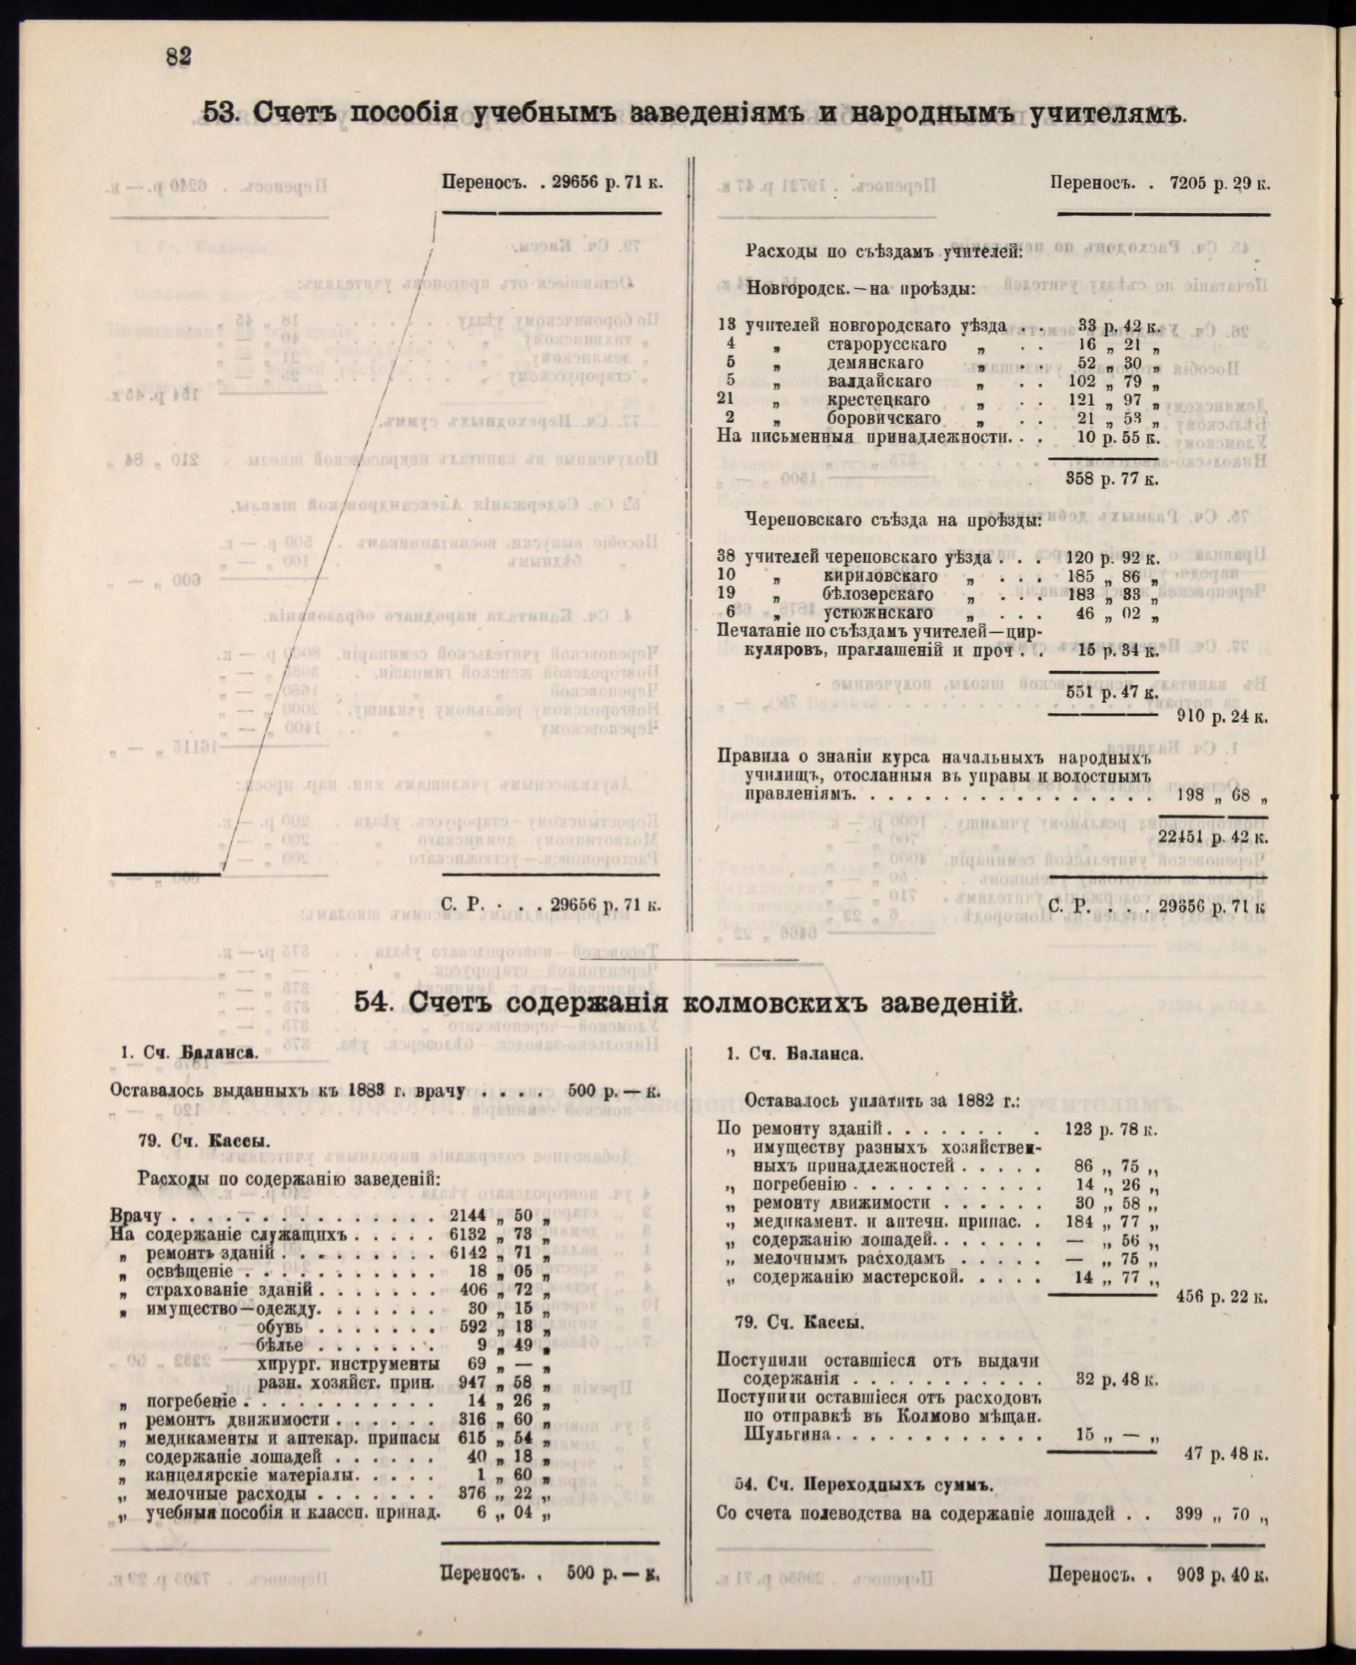 82
53. Счетъ пособія учебнымъ заведеніямъ и народнымъ учителямъ.
Переносъ. . 29656 р. 71 к.
С. Р. . . . 29656 р. 71 к.
Переносъ. . 7205 р. 29 к.
Расходы по съѣздамъ учителей:
Новгородск.—на проѣзды:
13 учителей новгородскаго уѣзда . . 33 р. 42 к.
4 „ старорусскаго „ . . 16 „ 21 „
5 „ демянскаго „ . . 52 „ 30 „
5 „ валдайскаго „ . . 102 „ 79 „
21 „ крестецкаго „ . . 121 „ 97 „
2 „ боровичскаго „ . . 21 „ 53 „
На письменныя принадлежности. . . 10 р. 55 к.
358 р. 77 к.
Череповскаго съѣзда на проѣзды:
38 учителей череповскаго уѣзда . . . 120 р. 92 к.
10 „ кириловскаго „ . . . 185 „ 86 „
19 „ бѣлозерскаго „ . . . 183 „ 33 „
6 „ устюжнскаго „ . . . 46 „ 02 „
Печатаніе по съѣздамъ учителей—цир-
куляровъ, праглашеній и проч . . 15 р. 34 к.
551 р. 47 к.
910 р. 24 к.
Правила о знаніи курса начальныхъ народныхъ
училищъ, отосланныя въ управы и волостнымъ
правленіямъ. . . . . . . . . . . . . . . . . . 198 „ 68 „
22451 р. 42 к.
С. Р. . . . 29656 р. 71 к
54. Счетъ содержанія колмовскихъ заведеній.
1. Сч. Баланса.
Оставалось выданныхъ къ 1883 г. врачу . . . . 500 р. — к.
79. Сч. Кассы.
Расходы по содержанію заведеній:
Врачу . . . . . . . . . . . . . . . 2144 „ 50 „
На содержаніе служащихъ . . . . . 6132 „ 73 „
„ ремонтъ зданій . . . . . . . . . 6142 „ 71 „
„ освѣщеніе . . . . . . . . . . . 18 „ 05 „
„ страхованіе зданій . . . . . . . 406 „ 72 „
„ имущество—одежду. . . . . . . 30 „ 15 „
обувь . . . . . . . 592 „ 13 „
бѣлье . . . . . . . 9 „ 49 „
хирург. инструменты 69 „ — „
разн. хозяйст. прин. 947 „ 58 „
„ погребеніе . . . . . . . . . . . 14 „ 26 „
„ ремонтъ движимости . . . . . . 316 „ 60 „
„ медикаменты и аптекар. припасы 615 „ 54 „
„ содержаніе лошадей . . . . . . 40 „ 18 „
„ канцелярскіе матеріалы. . . . . 1 „ 60 „
„ мелочные расходы . . . . . . . 376 „ 22 „
„ учебныя пособія и классн. принад. 6 „ 04 „
Переносъ. . 500 р. — к.
1. Сч. Баланса.
Оставалось уплатить за 1882 г.:
По ремонту зданій. . . . . . . . . 123 р. 78 к.
„ имуществу разныхъ хозяйствен-
ныхъ принадлежностей . . . . . 86 „ 75 „
„ погребенію . . . . . . . . . . . 14 „ 26 „
„ ремонту движимости . . . . . . 30 „ 58 „
„ медикамент. и аптечн. припас. . 184 „ 77 „
„ содержанію лошадей. . . . . . . — „ 56 „
„ мелочнымъ расходамъ . . . . . — „ 75 „
„ содержанію мастерской. . . . . 14 „ 77 „
456 р. 22 к.
79. Сч. Кассы.
Поступили оставшіеся отъ выдачи
содержанія . . . . . . . . . . . 32 р. 48 к.
Поступили оставшіеся отъ расходовъ
по отправкѣ въ Колмово мѣщан.
Шульгина . . . . . . . . . . . . 15 „ — „
47 р. 48 к.
54. Сч. Переходныхъ суммъ.
Со счета полеводства на содержаніе лошадей . . 399 „ 70 „
Переносъ. . 903 р. 40 к.